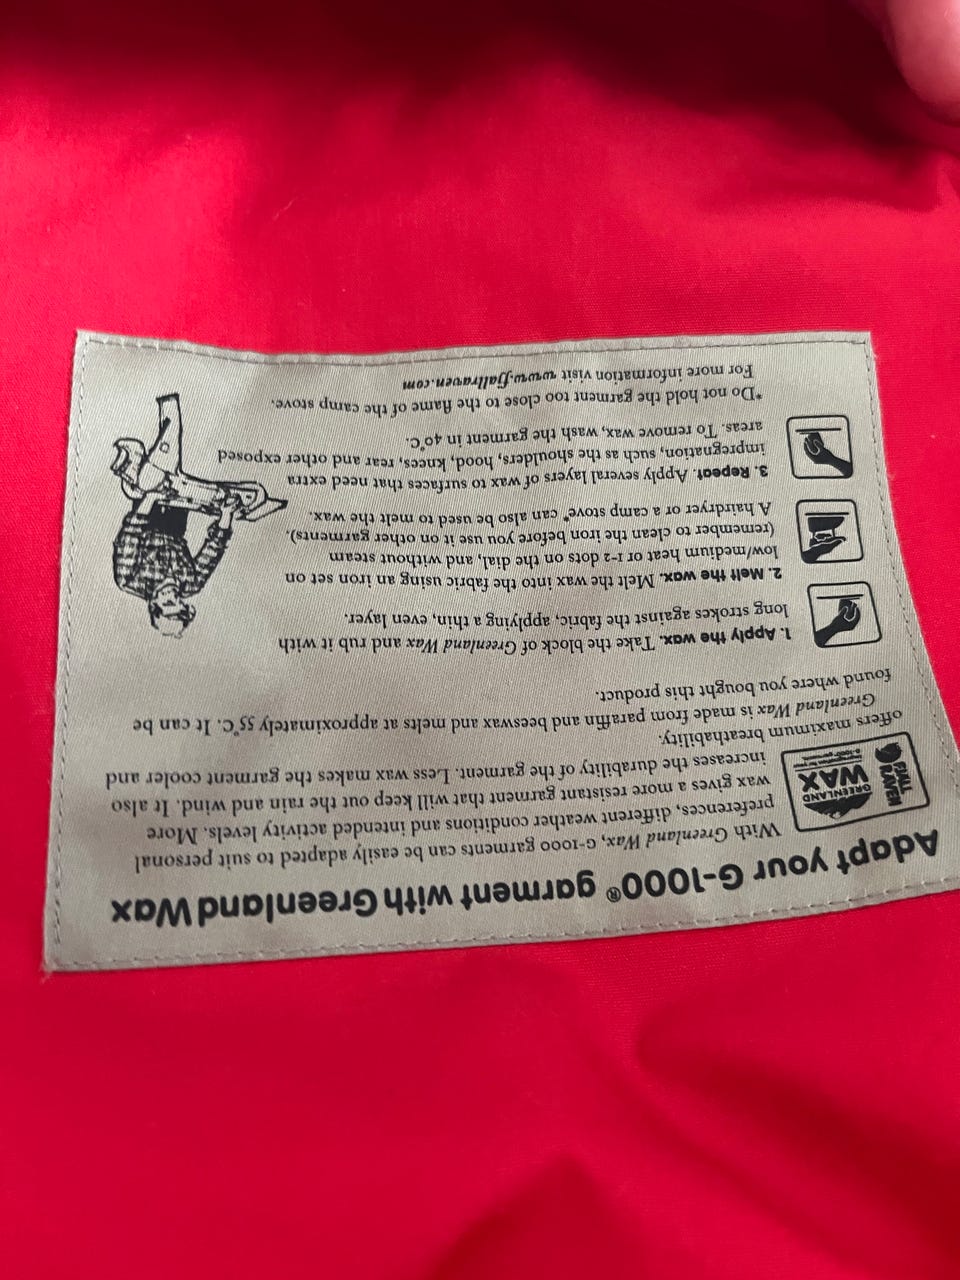 Adapt your G-1000® garment with Greenland Wax
FJÄLL
RÄVEN
GREENLAND
WAX
With Greenland Wax, G-1000 garments can be easily adapted to suit personal
preferences, different weather conditions and intended activity levels. More
wax gives a more resistant garment that will keep out the rain and wind. It also
increases the durability of the garment. Less wax makes the garment cooler and
offers maximum breathability.
Greenland Wax is made from paraffin and beeswax and melts at approximately 55°C. It can be
found where you bought this product.
1. Apply the wax. Take the block of Greenland Wax and rub it with
long strokes against the fabric, applying a thin, even layer.
2. Melt the wax. Melt the wax into the fabric using an iron set on
low/medium heat or 1-2 dots on the dial, and without steam
(remember to clean the iron before you use it on other garments).
A hairdryer or a camp stove* can also be used to melt the wax.
3. Repeat. Apply several layers of wax to surfaces that need extra
impregnation, such as the shoulders, hood, knees, rear and other exposed
areas. To remove wax, wash the garment in 40°C.
*Do not hold the garment too close to the flame of the camp stove.
For more information visit www.fjallraven.com